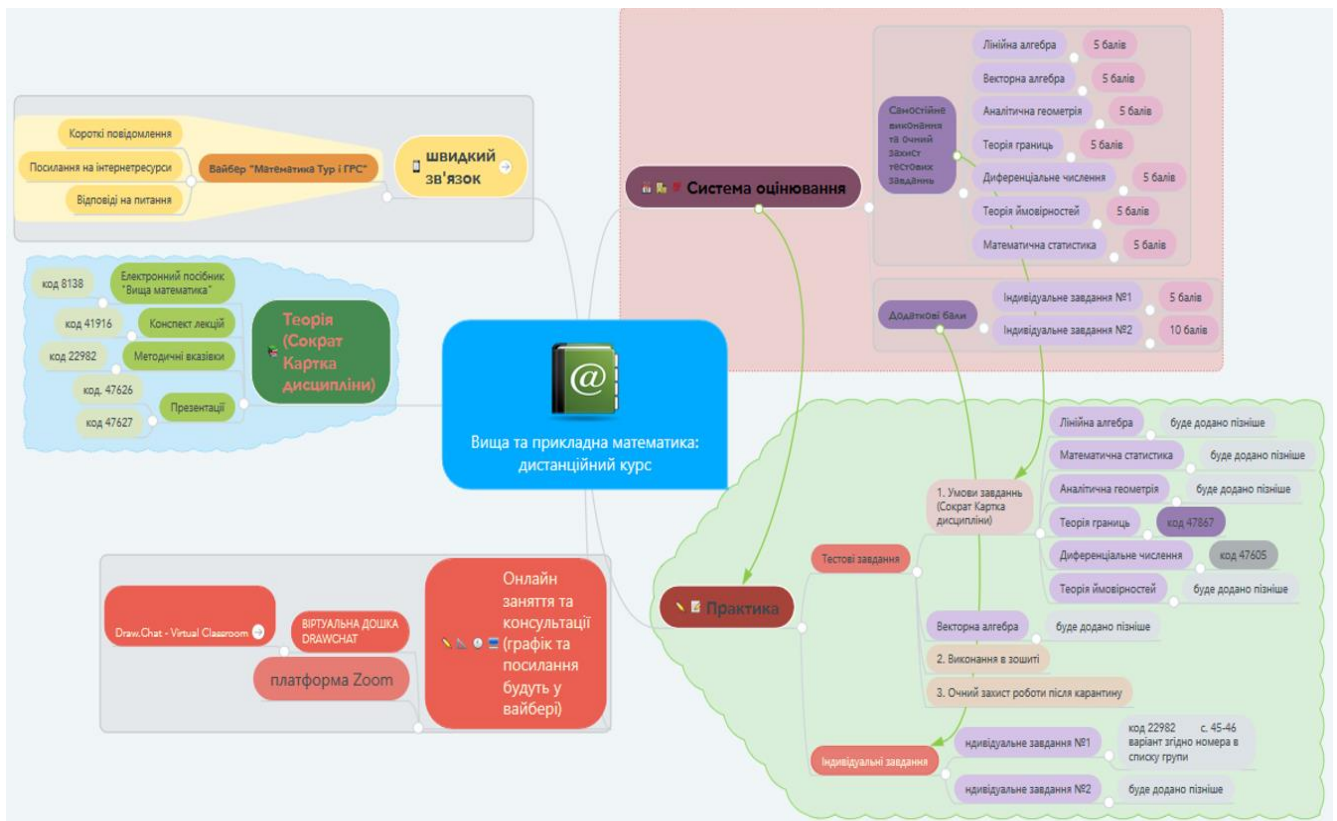 Короткі повідомлення
Посилання на інтернетресурси
Відповіді на питання
Вайбер "Математика Тур і ГРС"
швидкий
зв'язок
код 8138
Електронний посібник
"Вища математика"
код 41916
Конспект лекцій
код 22982
Методичні вказівки
код. 47626
код 47627
Презентації
Теорія
(Сократ
Картка
дисципліни)
@
Вища та прикладна математика:
дистанційний курс
Draw.Chat - Virtual Classroom
ВІРТУАЛЬНА ДОШКА
DRAWCHAT
платформа Zoom
Онлайн
заняття та
консультації
(графік та
посилання
будуть у
вайбері)
Система оцінювання
Самостійне
виконання
та очний
захист
тестових
завдань
Лінійна алгебра
5 балів
Векторна алгебра
5 балів
Аналітична геометрія
5 балів
Теорія границь
5 балів
Диференціальне числення
5 балів
Теорія ймовірностей
5 балів
Математична статистика
5 балів
Додаткові бали
Індивідуальне завдання №1
5 балів
Індивідуальне завдання №2
10 балів
Практика
Тестові завдання
1. Умови завданнь
(Сократ Картка
дисципліни)
Лінійна алгебра
буде додано пізніше
Математична статистика
буде додано пізніше
Аналітична геометрія
буде додано пізніше
Теорія границь
код 47867
Диференціальне числення
код 47605
Теорія ймовірностей
буде додано пізніше
Векторна алгебра
буде додано пізніше
2. Виконання в зошиті
3. Очний захист роботи після карантину
Індивідуальні завдання
ндивідуальне завдання №1
код 22982 с. 45-46
варіант згідно номера в
списку групи
ндивідуальне завдання №2
буде додано пізніше